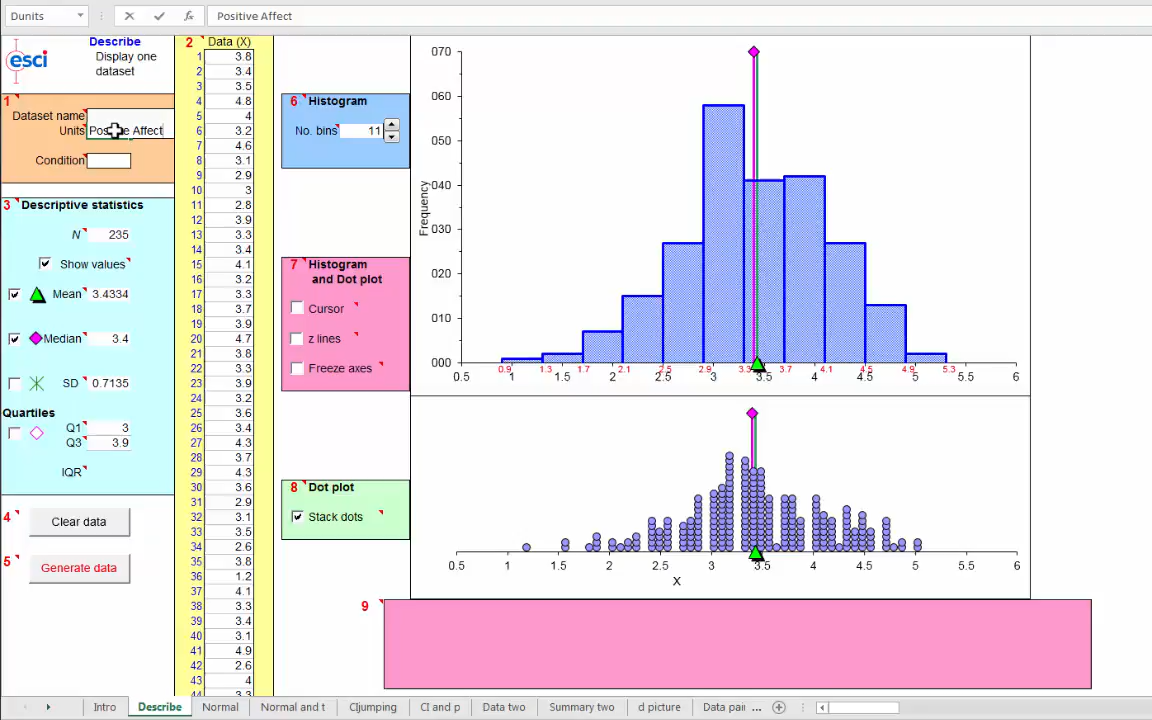 Dunits
Positive Affect
esci
Describe
Display one
dataset
1
Dataset name
Units
Condition
2 Data (X)
1 3.8
2 3.4
3 3.5
4 4.8
5 4
6 3.2
7 4.6
8 3.1
9 2.9
10 3
11 2.8
12 3.9
13 3.3
14 3.4
15 4.1
16 3.2
17 3.3
18 3.7
19 3.9
20 4.7
21 3.8
22 3.3
23 3.9
24 3.2
25 3.6
26 3.4
27 4.3
28 3.7
29 4.3
30 3.6
31 2.9
32 3.1
33 3.5
34 2.6
35 3.8
36 1.2
37 4.1
38 3.3
39 3.4
40 3.1
41 4.9
42 2.6
43 4
44 3.3
3 Descriptive statistics
N 235
Show values
Mean 3.4334
Median 3.4
SD 0.7135
Quartiles
Q1 3
Q3 3.9
IQR
4 Clear data
5 Generate data
6 Histogram
No. bins 11
7 Histogram
and Dot plot
Cursor
z lines
Freeze axes
8 Dot plot
Stack dots
Frequency
070
060
050
040
030
020
010
000
0.9 1.3 1.7 2.1 2.5 2.9 3.3 3.7 4.1 4.5 4.9 5.3
0.5 1 1.5 2 2.5 3 3.5 4 4.5 5 5.5 6
0.5 1 1.5 2 2.5 3 3.5 4 4.5 5 5.5 6
X
9
Intro Describe Normal Normal and t CIjumping CI and p Data two Summary two d picture Data pai ...